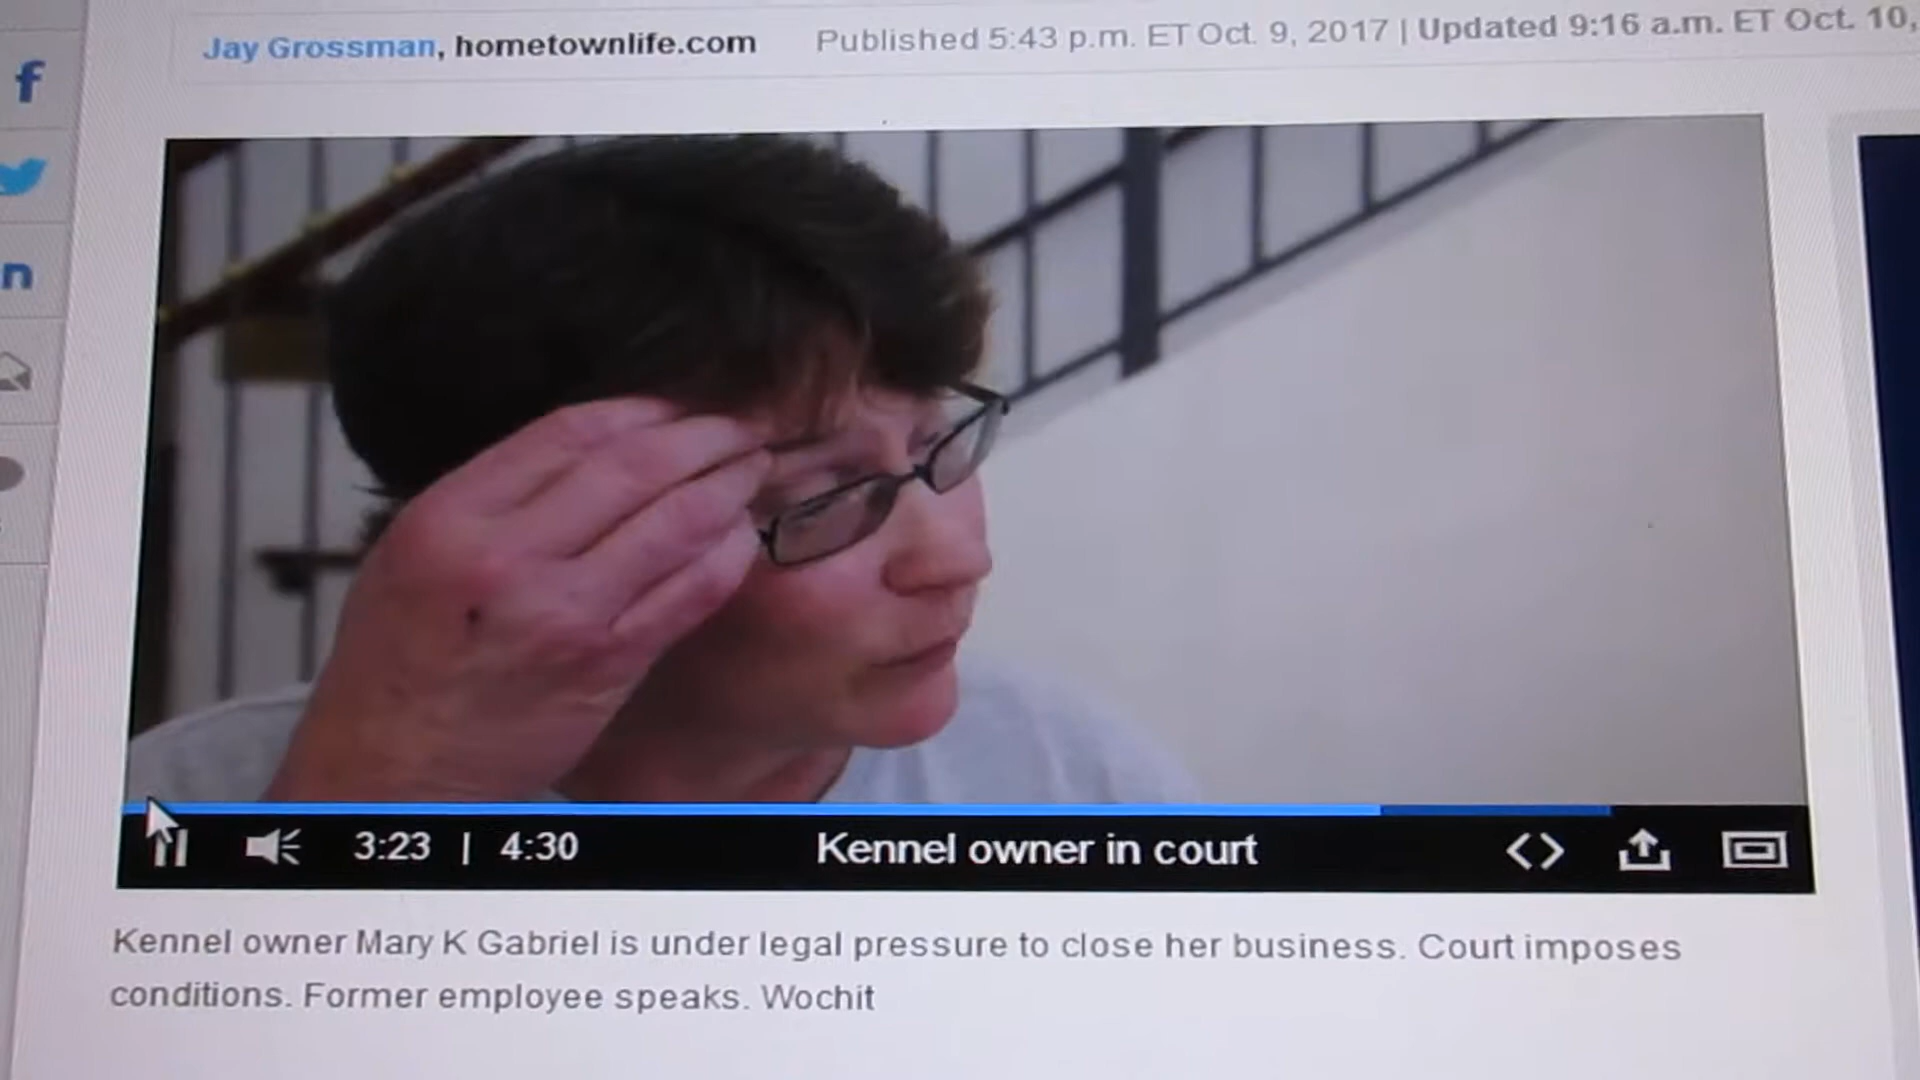 Jay Grossman, hometownlife.com Published 5:43 p.m. ET Oct. 9, 2017 | Updated 9:16 a.m. ET Oct. 10,
f
n
3:23 | 4:30 Kennel owner in court
Kennel owner Mary K Gabriel is under legal pressure to close her business. Court imposes
conditions. Former employee speaks. Wochit